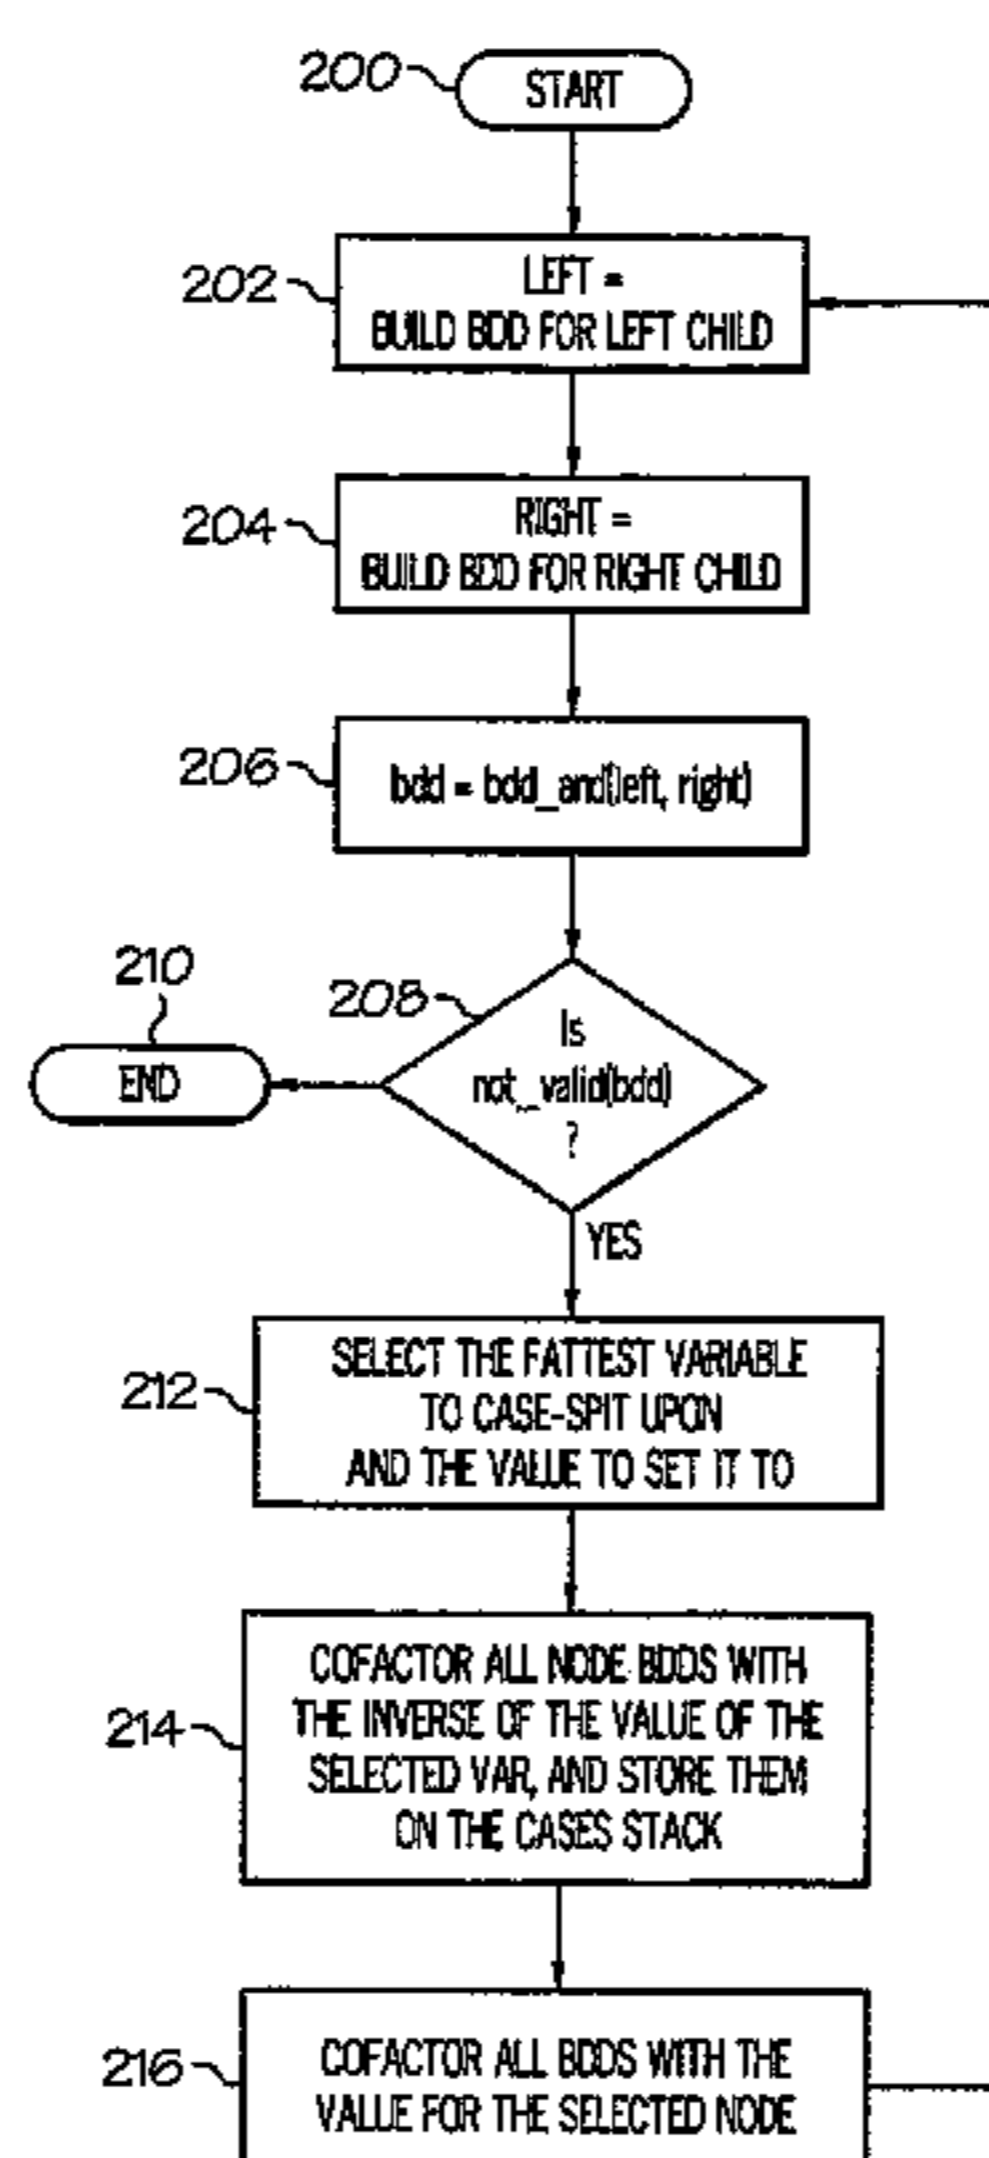 200
START
202
LEFT =
BUILD BDD FOR LEFT CHILD
204
RIGHT =
BUILD BDD FOR RIGHT CHILD
206
bdd = bdd_and(left, right)
210
208
END
Is
not_valid(bdd)
?
YES
212
SELECT THE FATTEST VARIABLE
TO CASE-SPIT UPON
AND THE VALUE TO SET IT TO
214
COFACTOR ALL NODE BDDS WITH
THE INVERSE OF THE VALUE OF THE
SELECTED VAR, AND STORE THEM
ON THE CASES STACK
216
COFACTOR ALL BDDS WITH THE
VALUE FOR THE SELECTED NODE